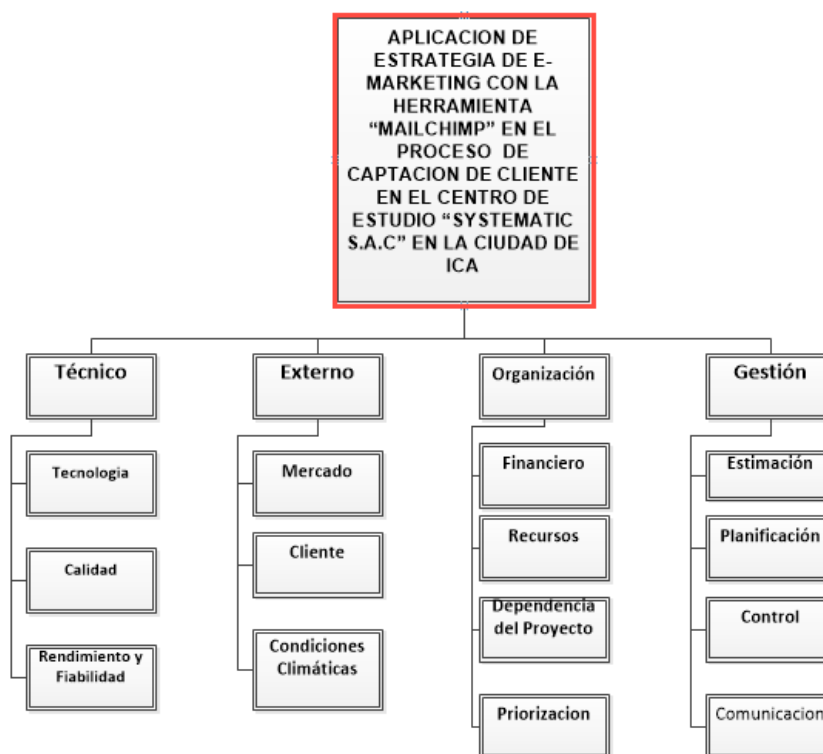 APLICACION DE
ESTRATEGIA DE E-
MARKETING CON LA
HERRAMIENTA
“MAILCHIMP” EN EL
PROCESO DE
CAPTACION DE CLIENTE
EN EL CENTRO DE
ESTUDIO “SYSTEMATIC
S.A.C” EN LA CIUDAD DE
ICA
Técnico
Tecnologia
Calidad
Rendimiento y
Fiabilidad
Externo
Mercado
Cliente
Condiciones
Climáticas
Organización
Financiero
Recursos
Dependencia
del Proyecto
Priorizacion
Gestión
Estimación
Planificación
Control
Comunicacion